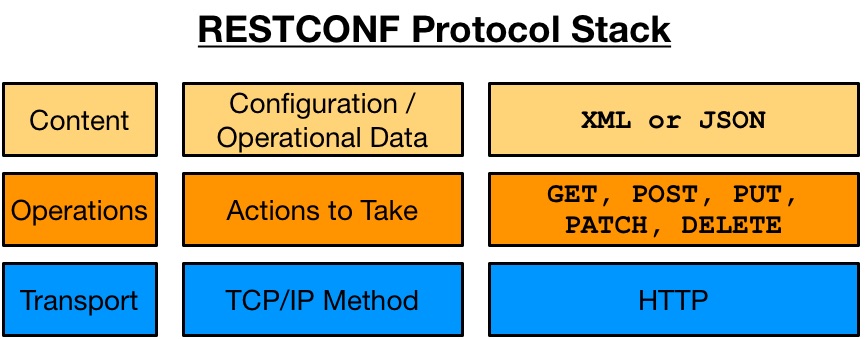 RESTCONF Protocol Stack
Content
Configuration /
Operational Data
XML or JSON
Operations
Actions to Take
GET, POST, PUT,
PATCH, DELETE
Transport
TCP/IP Method
HTTP